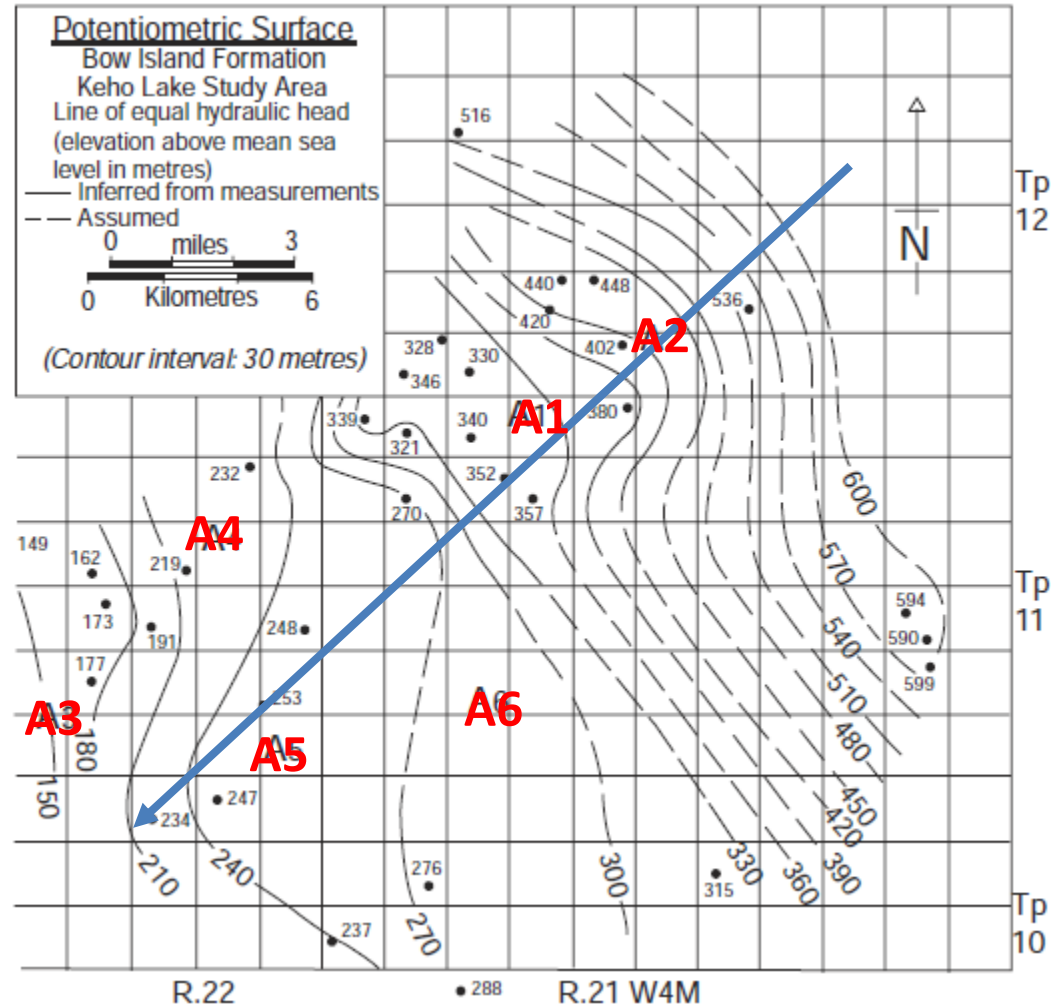 Potentiometric Surface
Bow Island Formation
Keho Lake Study Area
Line of equal hydraulic head
(elevation above mean sea
level in metres)
Inferred from measurements
Assumed
0 miles 3
0 Kilometres 6
(Contour interval: 30 metres)
516
Tp
12
N
440
448
536
420
A2
402
328
330
346
380
A1
339
340
321
232
352
600
270
357
A4
149
162
219
570
Tp
11
594
173
191
248
540
590
599
177
510
A3
253
A6
180
A5
480
150
247
450
234
420
210
240
276
300
330
360
390
315
Tp
10
270
237
R.22
288
R.21 W4M